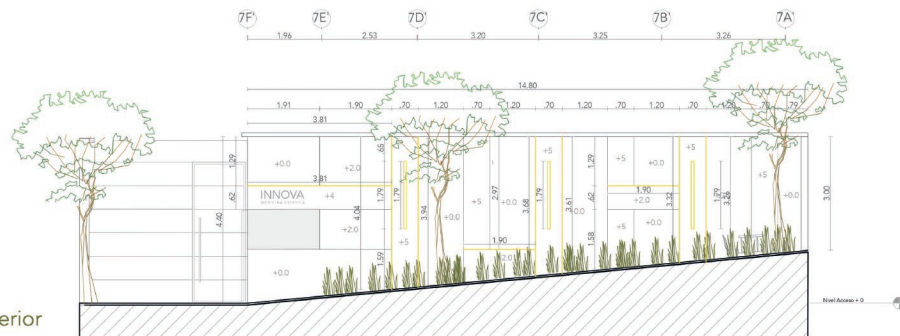 7F' 7E' 7D' 7C' 7B' 7A'
1.96 2.53 3.20 3.25 3.26
14.80
1.91 1.90 .70 1.20 .70 1.20 .70 1.20 .70 1.20 .70 1.20 .70 .79
3.81
+0.0 +2.0 +5 +5 +5 +0.0 +5
1.29 .65 1.29 3.00
3.81
INNOVA +4
.62 4.40 4.04 1.79 1.79 3.94 2.97 3.68 1.79 3.61 .62 1.90 3.32 1.79
+0.0 +0.0 +0.0 +2.0 +5 +0.0
+2.0 +5 +5 +0.0
1.90
+0.0 1.59 1.58
Nivel Acceso + 0
erior